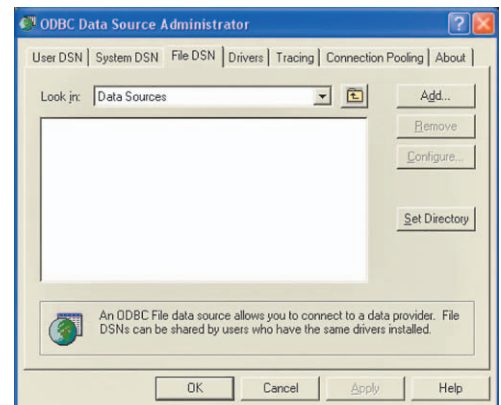 ODBC Data Source Administrator
User DSN System DSN File DSN Drivers Tracing Connection Pooling About
Look in: Data Sources Add...
Remove
Configure...
Set Directory
An ODBC File data source allows you to connect to a data provider. File
DSNs can be shared by users who have the same drivers installed.
OK Cancel Apply Help